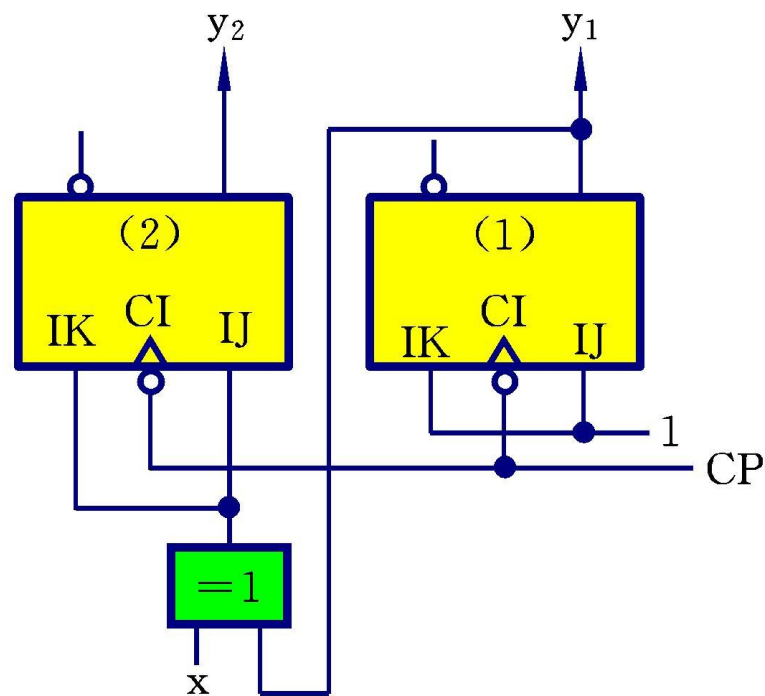 y₂ y₁
(2) (1)
IK CI IJ IK CI IJ
1
CP
=1
x